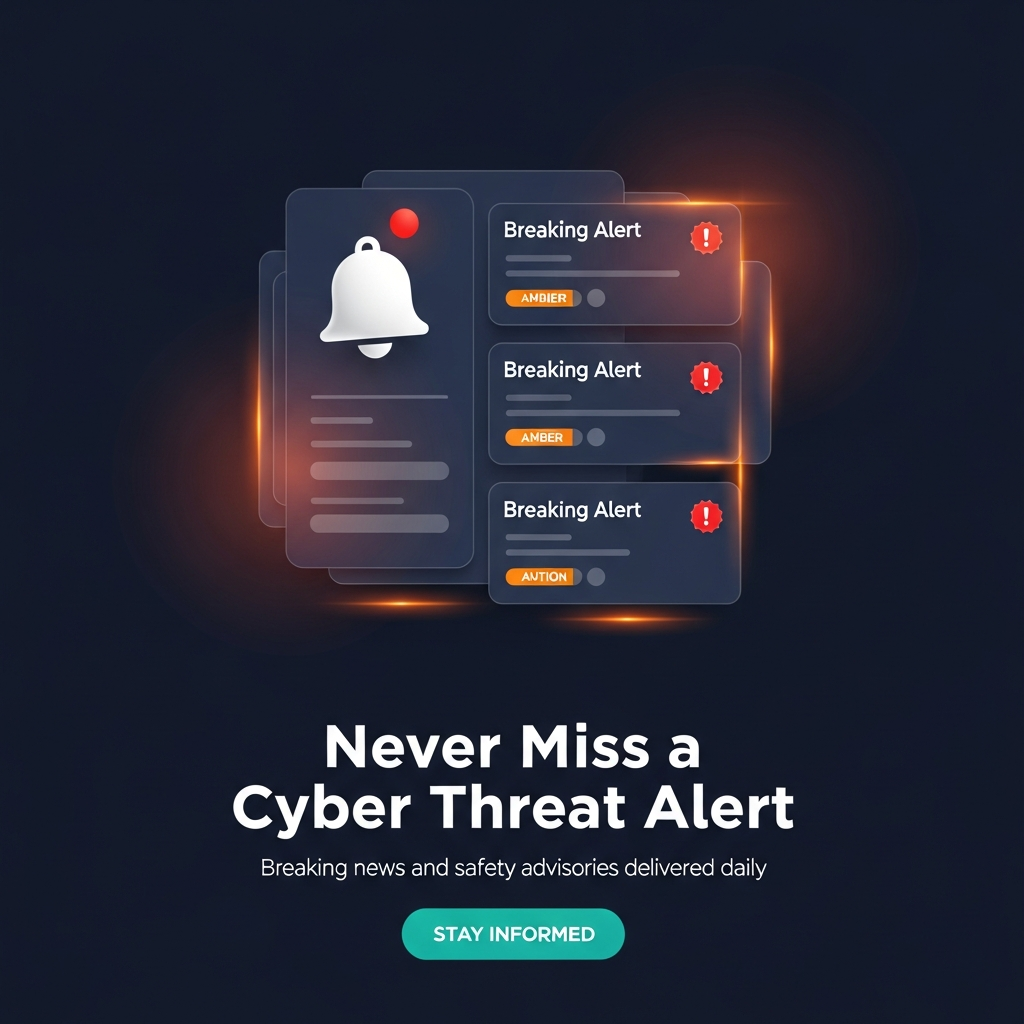 Breaking Alert
AMBIER
Breaking Alert
AMBER
Breaking Alert
AUTION
Never Miss a
Cyber Threat Alert
Breaking news and safety advisories delivered daily
STAY INFORMED